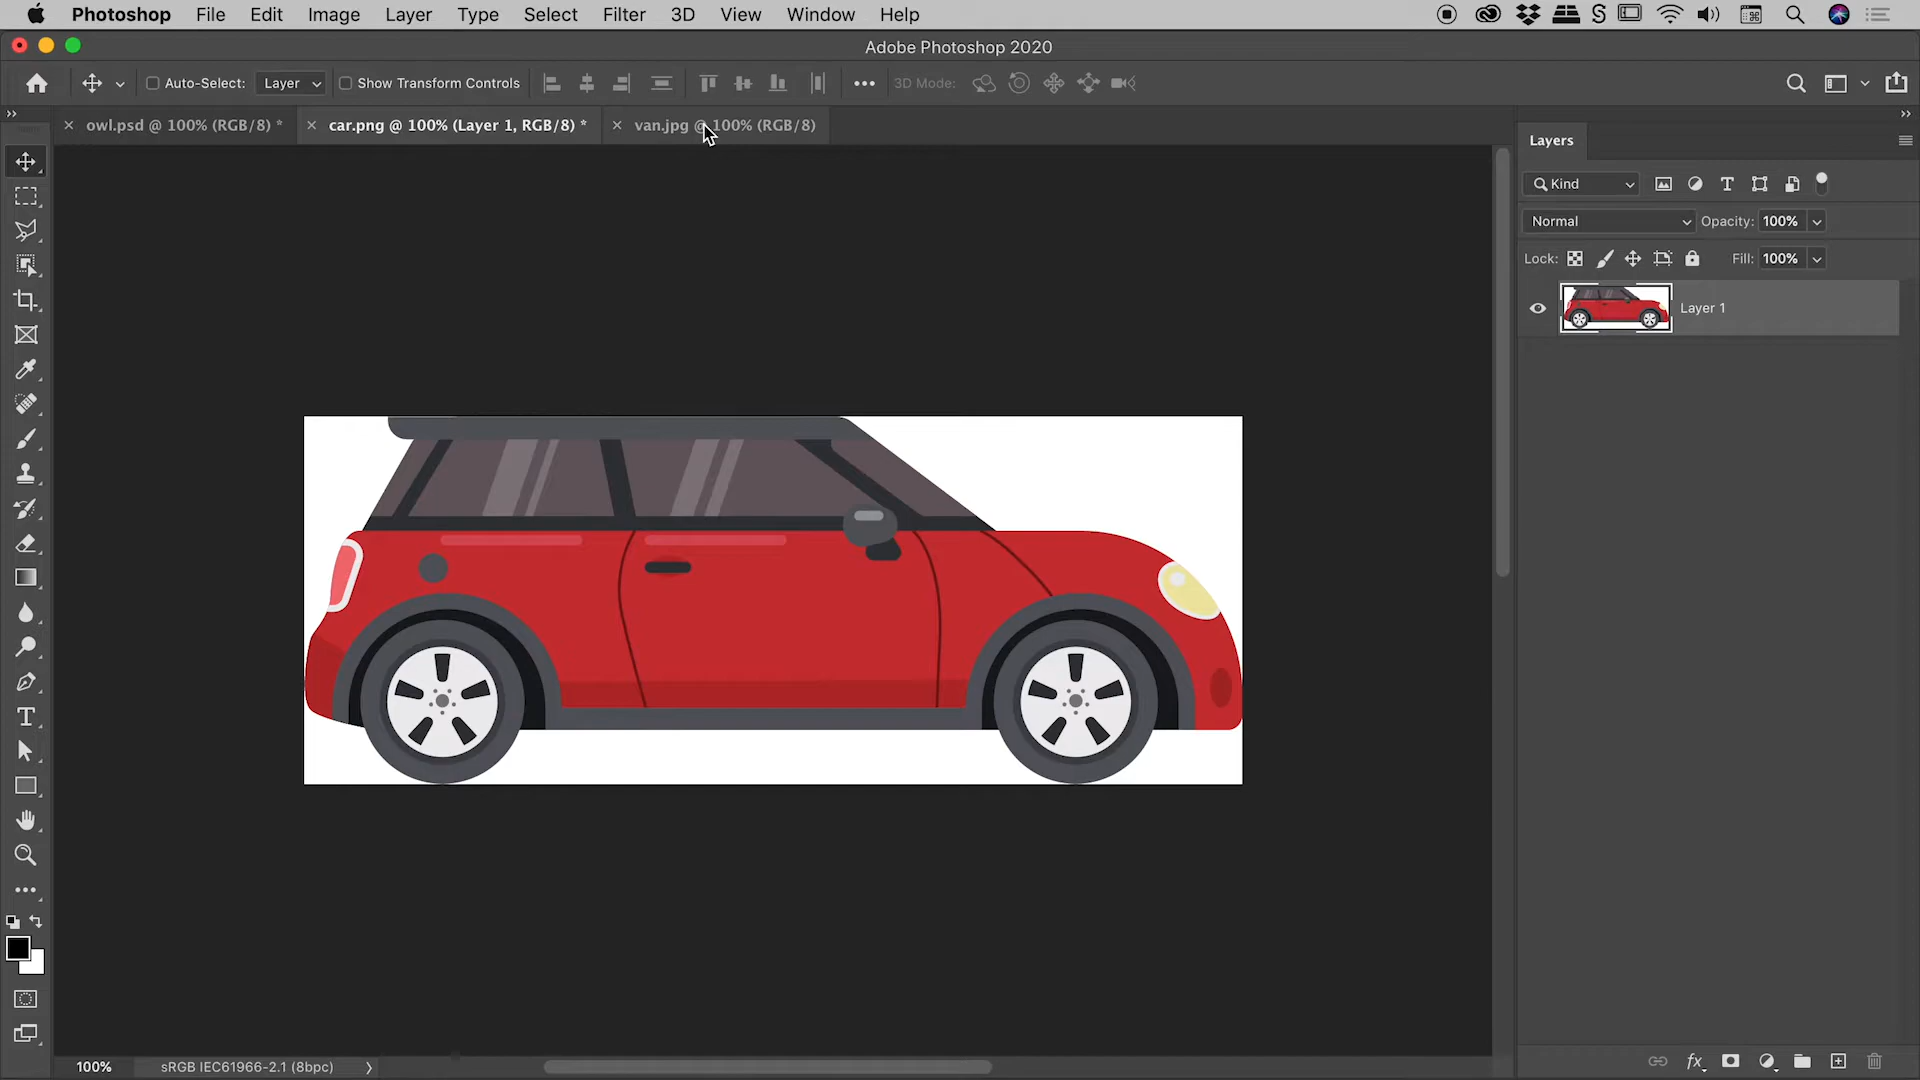 Photoshop File Edit Image Layer Type Select Filter 3D View Window Help
Adobe Photoshop 2020
Auto-Select: Layer Show Transform Controls 3D Mode:
owl.psd @ 100% (RGB/8) * car.png @ 100% (Layer 1, RGB/8) * van.jpg @ 100% (RGB/8)
Layers
Kind
Normal Opacity: 100%
Lock: Fill: 100%
Layer 1
100% sRGB IEC61966-2.1 (8bpc)